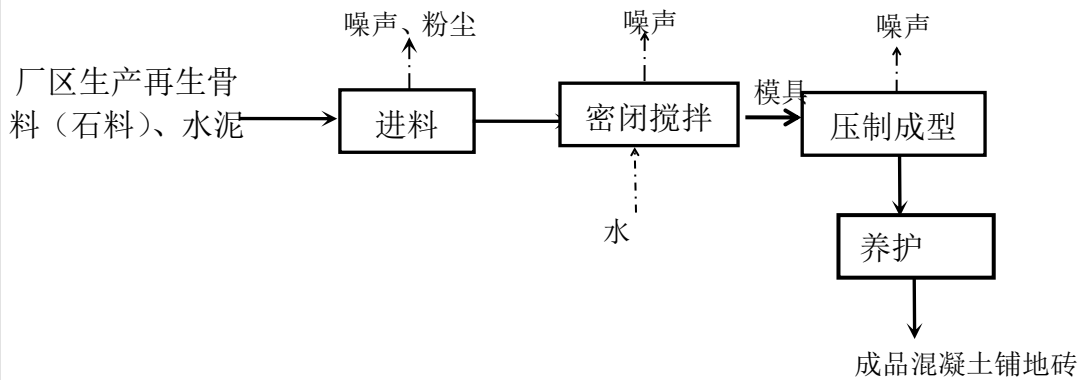 噪声、粉尘
噪声
噪声
厂区生产再生骨
料（石料）、水泥
进料
密闭搅拌
模具
压制成型
水
养护
成品混凝土铺地砖